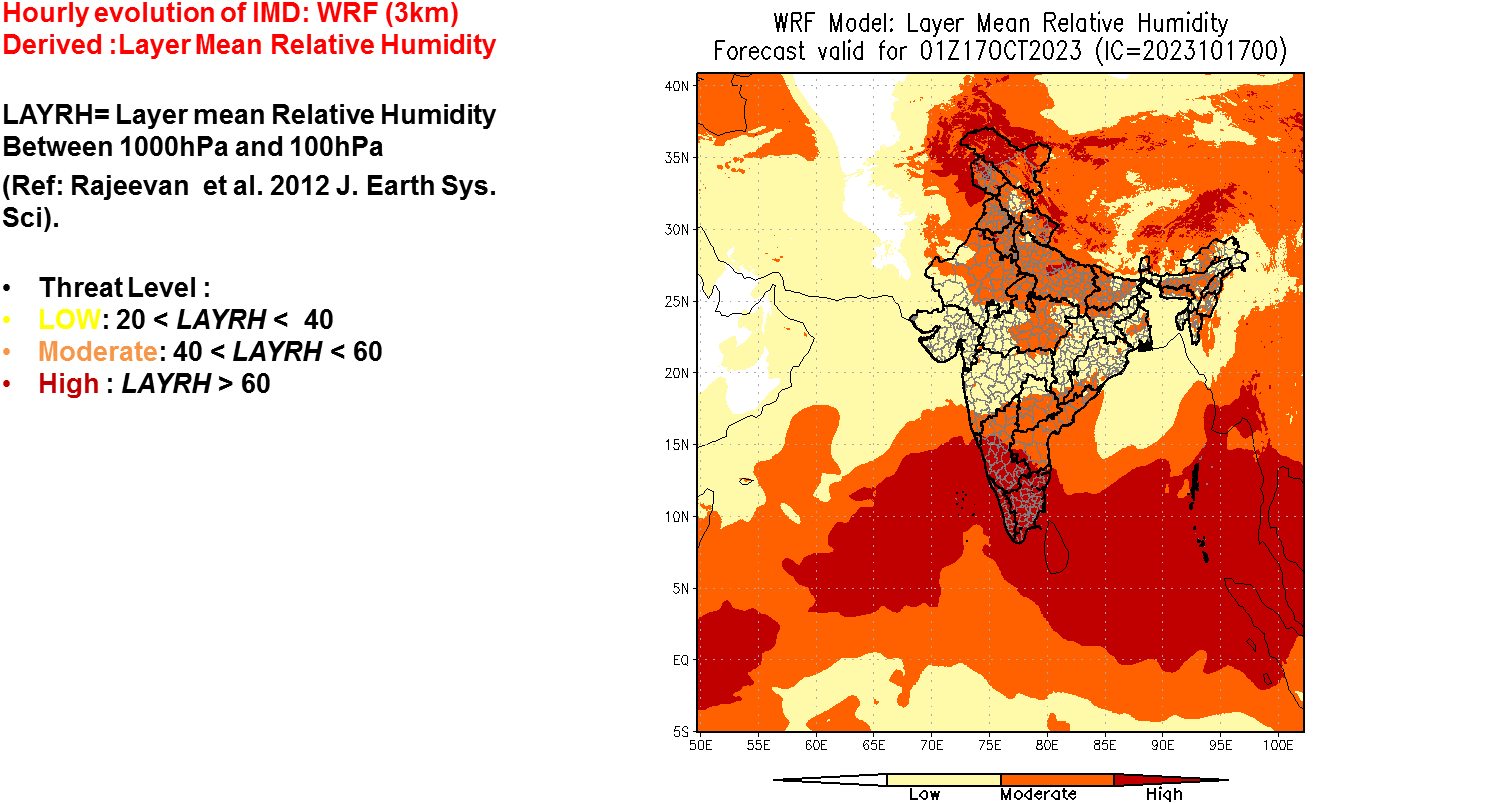 Hourly evolution of IMD: WRF (3km)
Derived :Layer Mean Relative Humidity
LAYRH= Layer mean Relative Humidity
Between 1000hPa and 100hPa
(Ref: Rajeevan et al. 2012 J. Earth Sys.
Sci).
• Threat Level :
• LOW: 20 < LAYRH < 40
• Moderate: 40 < LAYRH < 60
• High : LAYRH > 60
WRF Model: Layer Mean Relative Humidity
Forecast valid for 01Z17OCT2023 (IC=2023101700)
40N
35N
30N
25N
20N
15N
10N
5N
EQ
5S
50E 55E 60E 65E 70E 75E 80E 85E 90E 95E 100E
Low Moderate High